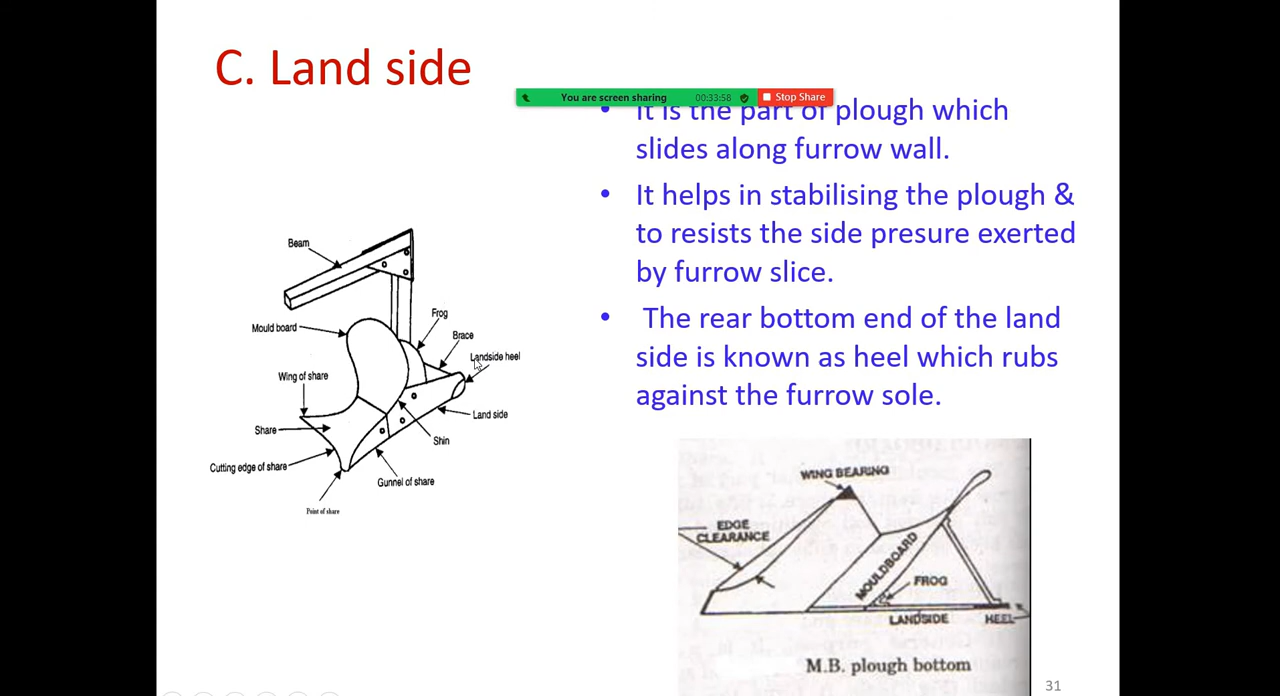 C. Land side
You are screen sharing 00:33:58 Stop Share
• It is the part of plough which
slides along furrow wall.
• It helps in stabilising the plough &
to resists the side presure exerted
by furrow slice.
• The rear bottom end of the land
side is known as heel which rubs
against the furrow sole.
Beam
Mould board
Frog
Brace
Landside heel
Wing of share
Land side
Share
Shin
Cutting edge of share
Gunnel of share
Point of share
WING BEARING
EDGE
CLEARANCE
MOULDBOARD
FROG
LANDSIDE
HEEL
M.B. plough bottom
31